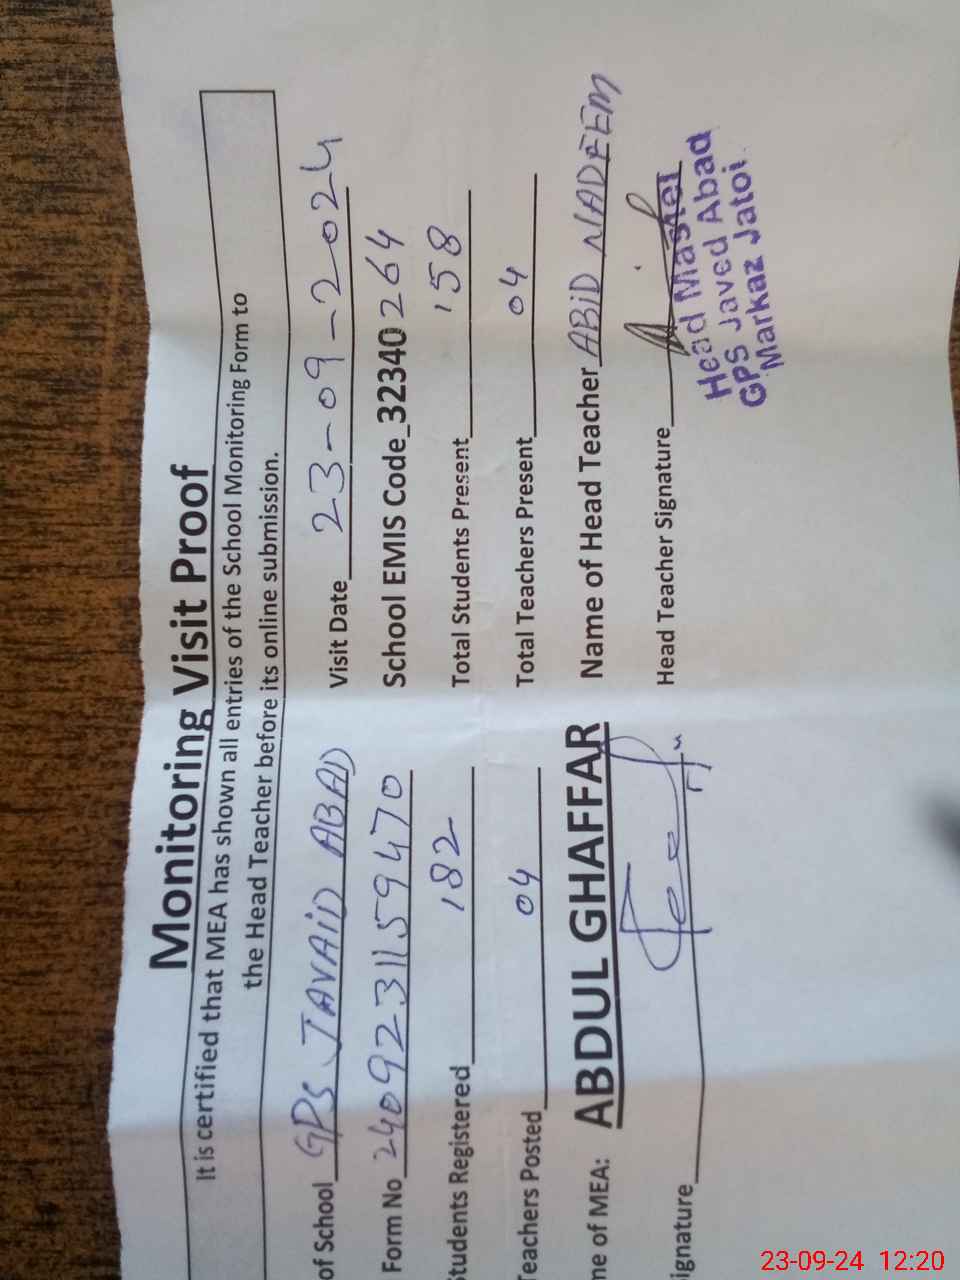 Monitoring Visit Proof
It is certified that MEA has shown all entries of the School Monitoring Form to
the Head Teacher before its online submission.
of School GPS JAVAID ABAD Visit Date 23-09-2024
Form No 24092311594​70 School EMIS Code_32340264
Students Registered 182 Total Students Present 158
Teachers Posted 04 Total Teachers Present 04
me of MEA: ABDUL GHAFFAR Name of Head Teacher ABiD NADEEM
ignature Head Teacher Signature
Head Master
GPS Javed Abad
Markaz Jatoi
23-09-24 12:20